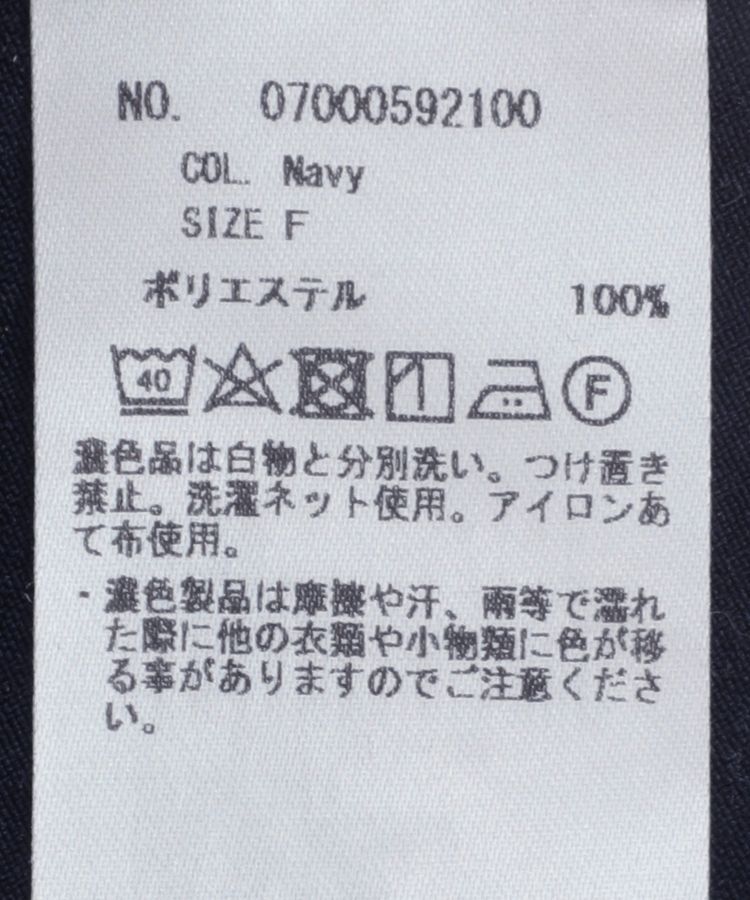 NO. 07000592100
COL. Navy
SIZE F
ポリエステル 100%
40
F
濃色品は白物と分別洗い。つけ置き
禁止。洗濯ネット使用。アイロンあ
て布使用。
・濃色製品は摩擦や汗、雨等で濡れ
た際に他の衣類や小物類に色が移
る事がありますのでご注意くださ
い。